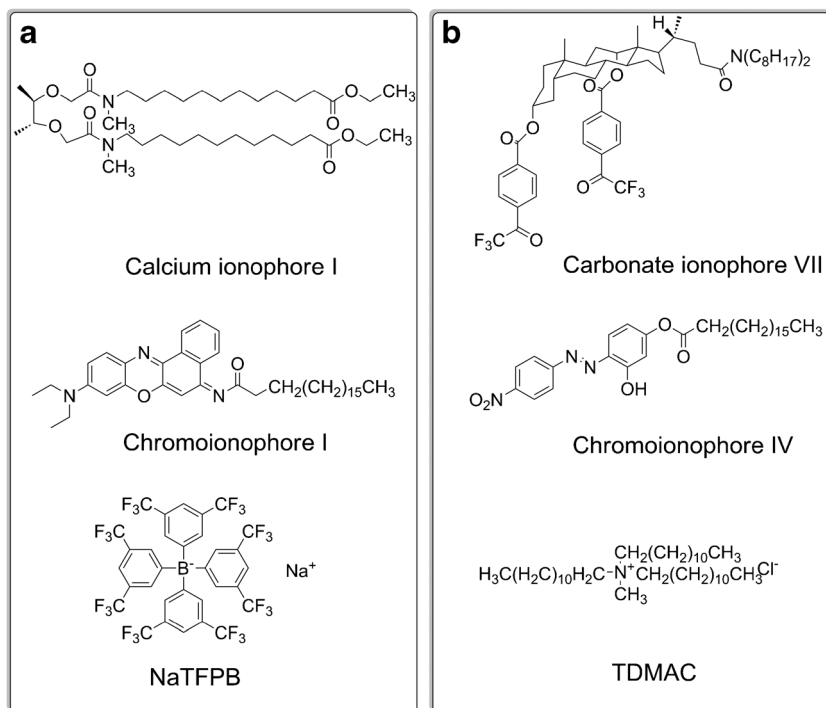 a
O
O
N
CH₃
O
O
CH₃
O
O
N
CH₃
O
O
CH₃
Calcium ionophore I
N
N
O
N
O
CH₂(CH₂)₁₅CH₃
Chromoionophore I
F₃C
CF₃
F₃C
CF₃
F₃C
CF₃
B⁻
Na⁺
F₃C
CF₃
NaTFPB
b
H
N(C₈H₁₇)₂
O
O
O
O
O
O
CF₃
F₃C
O
Carbonate ionophore VII
O
CH₂(CH₂)₁₅CH₃
O
N
N
OH
O₂N
Chromoionophore IV
CH₂(CH₂)₁₀CH₃
H₃C(H₂C)₁₀H₂C–N⁺
CH₂(CH₂)₁₀CH₃
Cl⁻
CH₃
TDMAC